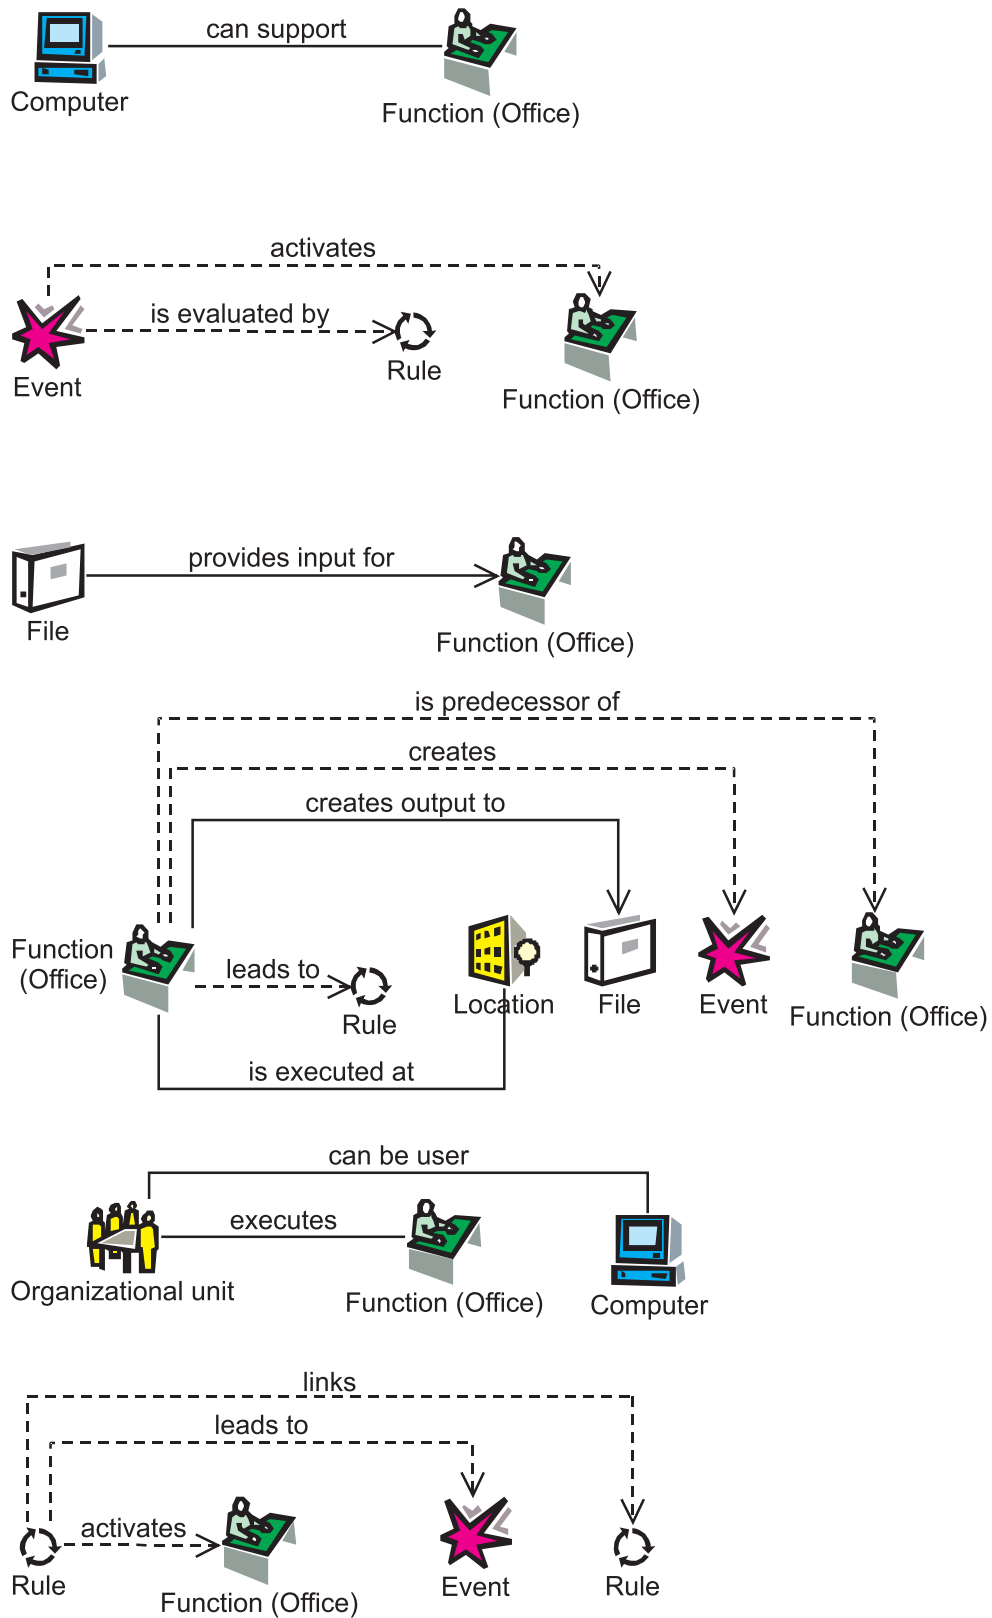 can support
Computer
Function (Office)
activates
is evaluated by
Rule
Event
Function (Office)
provides input for
File
Function (Office)
is predecessor of
creates
creates output to
Function
(Office)
leads to
Rule
Location
File
Event
Function (Office)
is executed at
can be user
executes
Organizational unit
Function (Office)
Computer
links
leads to
activates
Rule
Function (Office)
Event
Rule